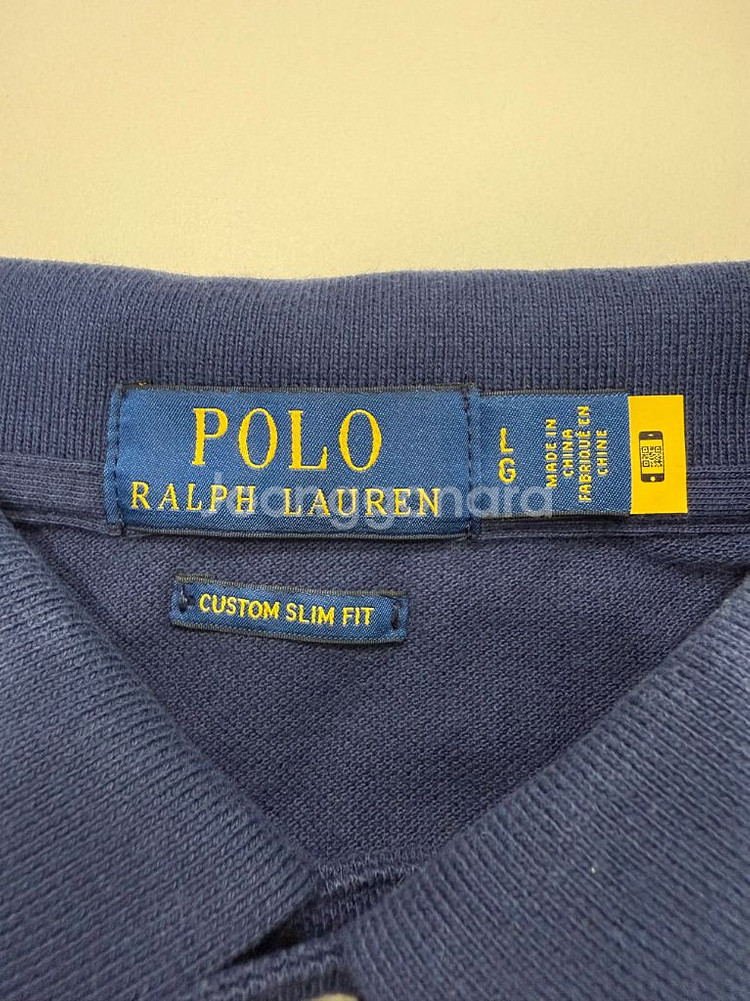 POLO
RALPH LAUREN
L
G
MADE IN
CHINA
FABRIQUÉ EN
CHINE
CUSTOM SLIM FIT